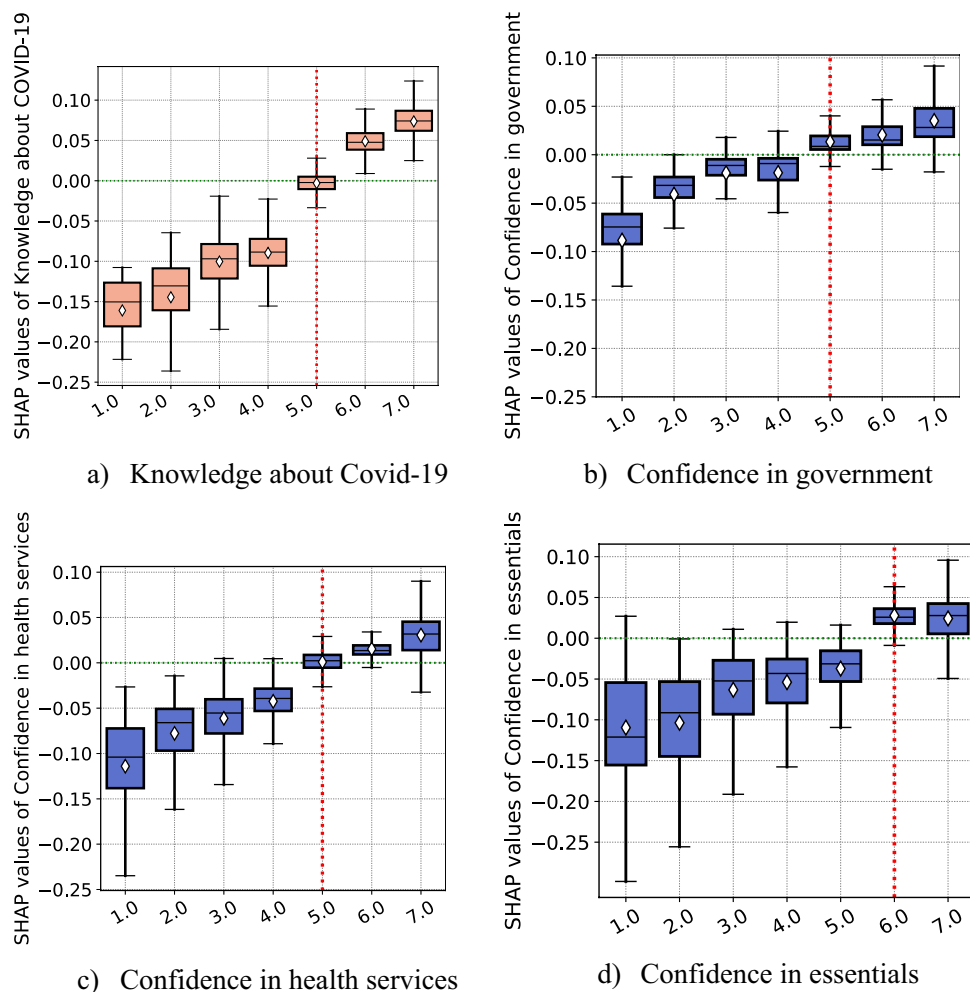 SHAP values of Knowledge about COVID-19
0.10
0.05
0.00
−0.05
−0.10
−0.15
−0.20
−0.25
1.0 2.0 3.0 4.0 5.0 6.0 7.0
a) Knowledge about Covid-19
SHAP values of Confidence in government
0.10
0.05
0.00
−0.05
−0.10
−0.15
−0.20
−0.25
1.0 2.0 3.0 4.0 5.0 6.0 7.0
b) Confidence in government
SHAP values of Confidence in health services
0.10
0.05
0.00
−0.05
−0.10
−0.15
−0.20
−0.25
1.0 2.0 3.0 4.0 5.0 6.0 7.0
c) Confidence in health services
SHAP values of Confidence in essentials
0.10
0.05
0.00
−0.05
−0.10
−0.15
−0.20
−0.25
1.0 2.0 3.0 4.0 5.0 6.0 7.0
d) Confidence in essentials